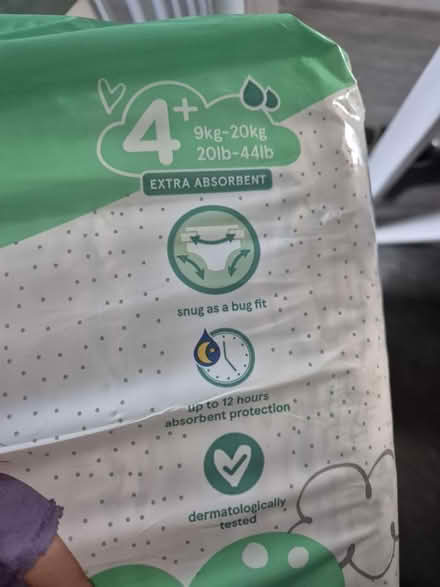 4+
9kg-20kg
20lb-44lb
EXTRA ABSORBENT
snug as a bug fit
up to 12 hours
absorbent protection
dermatologically
tested